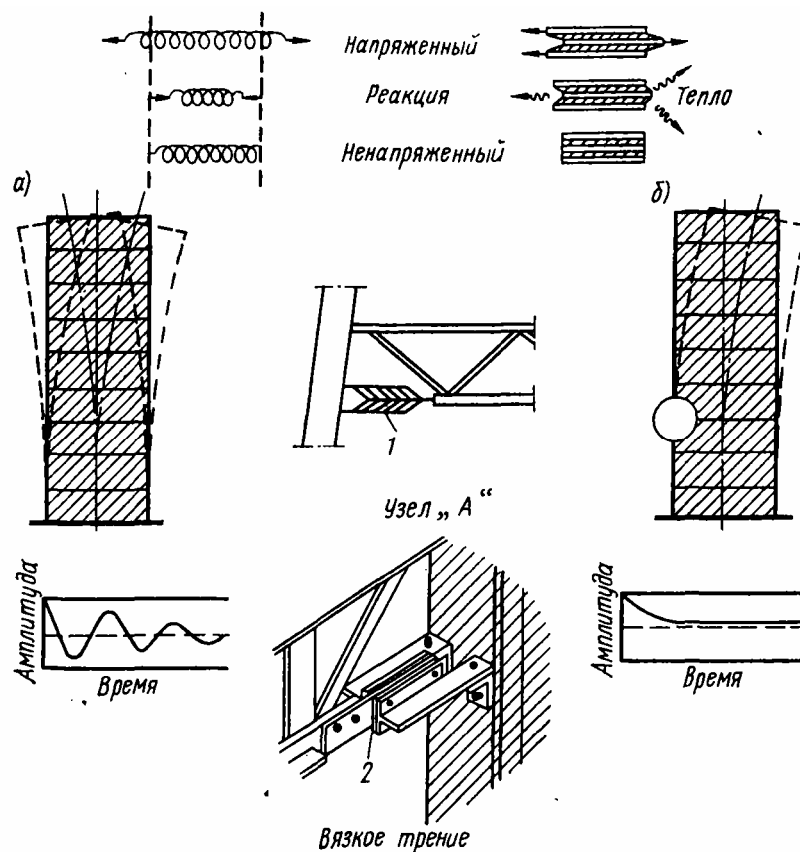 Напряженный
Реакция
Тепло
Ненапряженный
а)
б)
1
Узел „А“
Амплитуда
Время
2
Амплитуда
Время
Вязкое трение